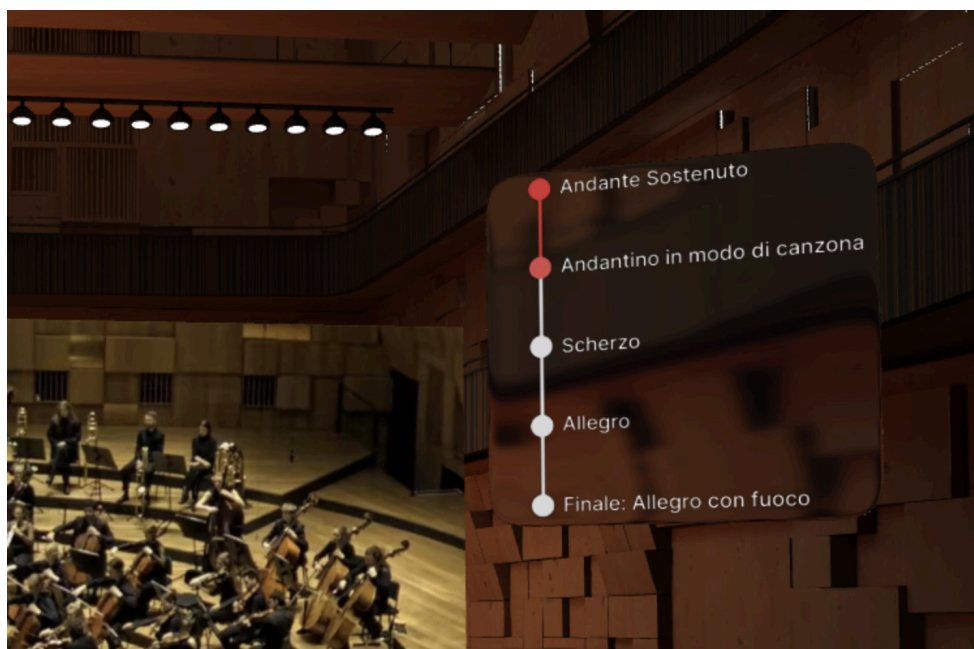 Andante Sostenuto
Andantino in modo di canzona
Scherzo
Allegro
Finale: Allegro con fuoco